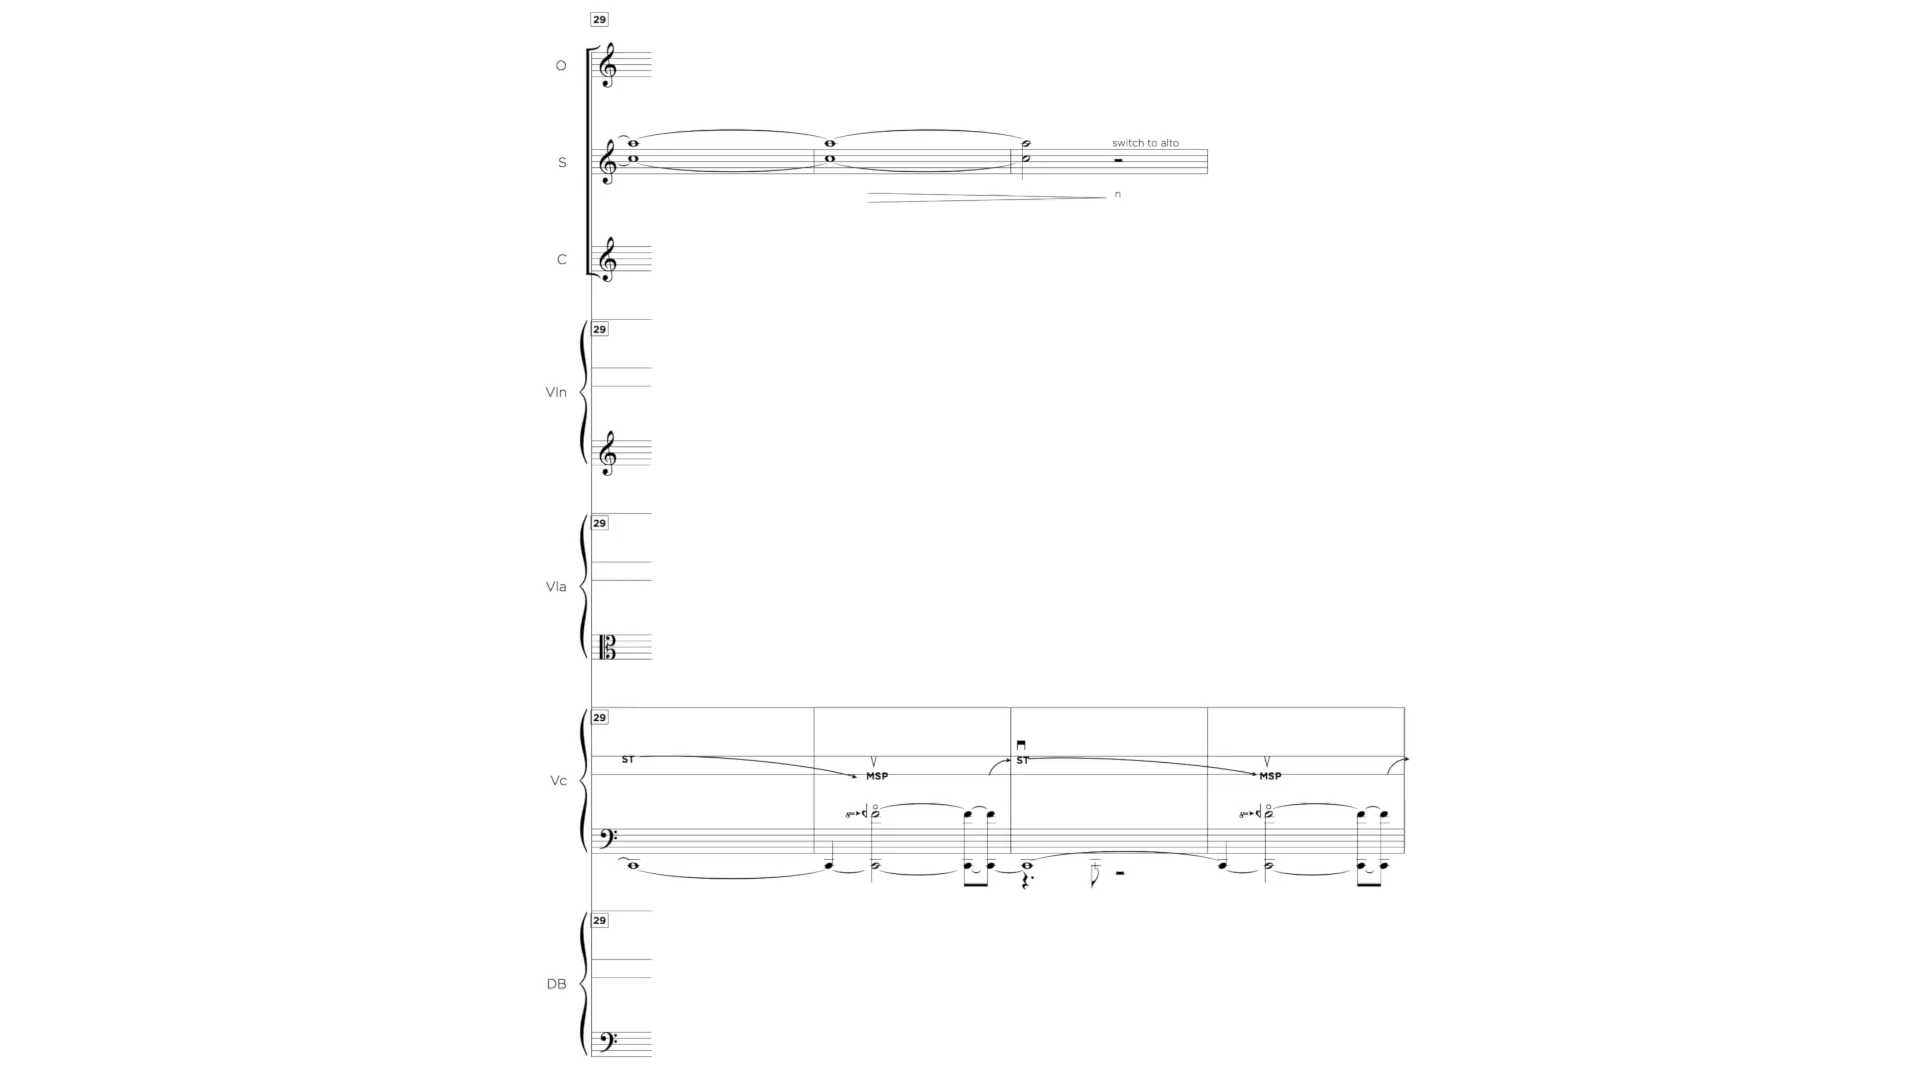 29
O
S
switch to alto
n
C
29
Vln
29
Vla
29
ST
ST
Vc
MSP
MSP
29
DB